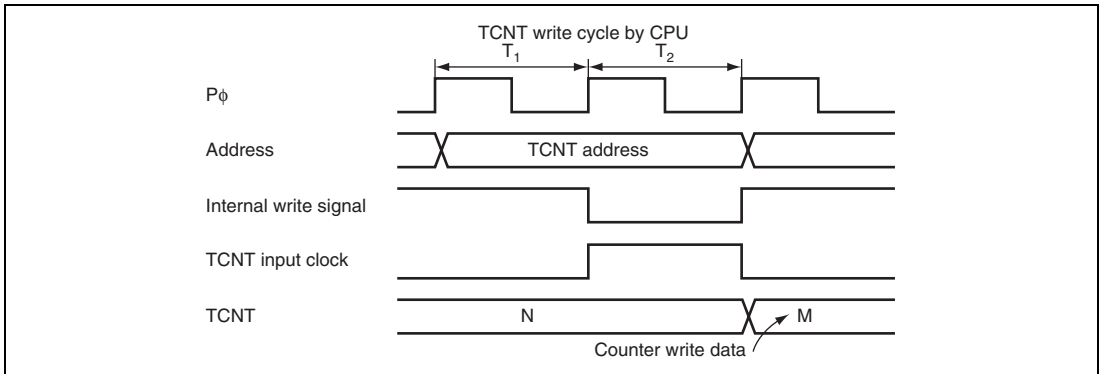 TCNT write cycle by CPU
T1 T2
Pφ
Address TCNT address
Internal write signal
TCNT input clock
TCNT N M
Counter write data